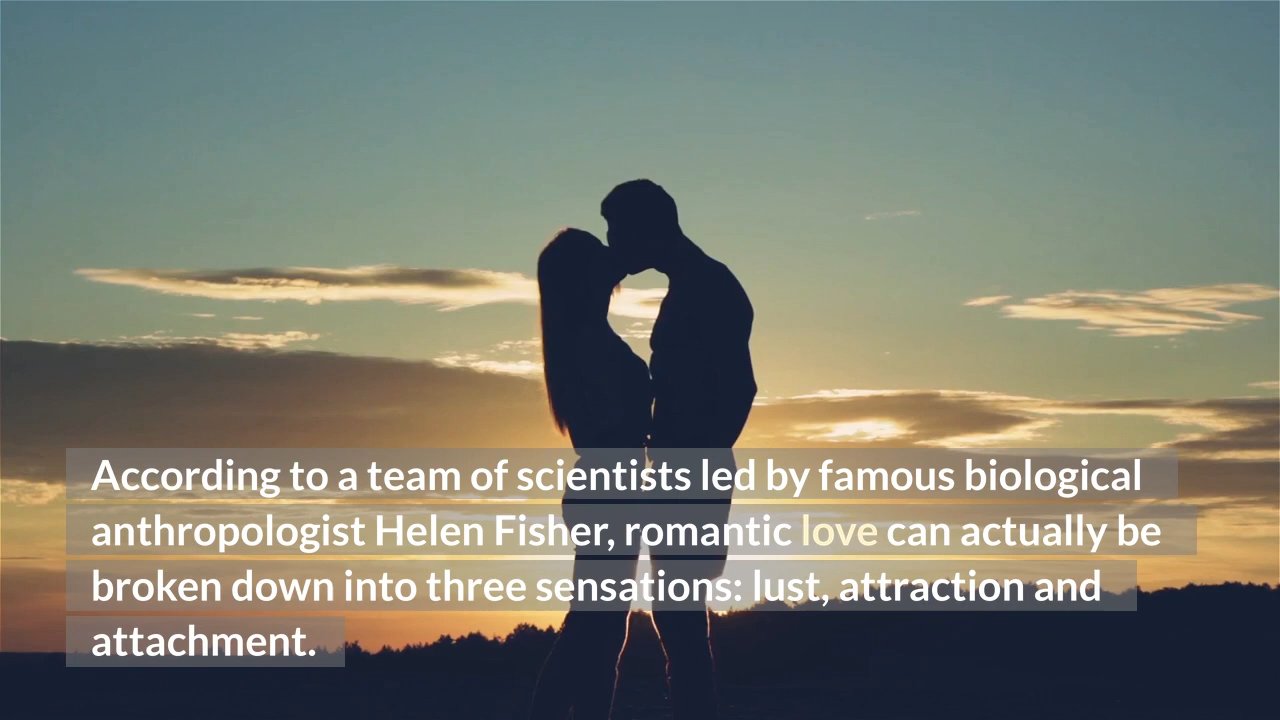 According to a team of scientists led by famous biological
anthropologist Helen Fisher, romantic love can actually be
broken down into three sensations: lust, attraction and
attachment.